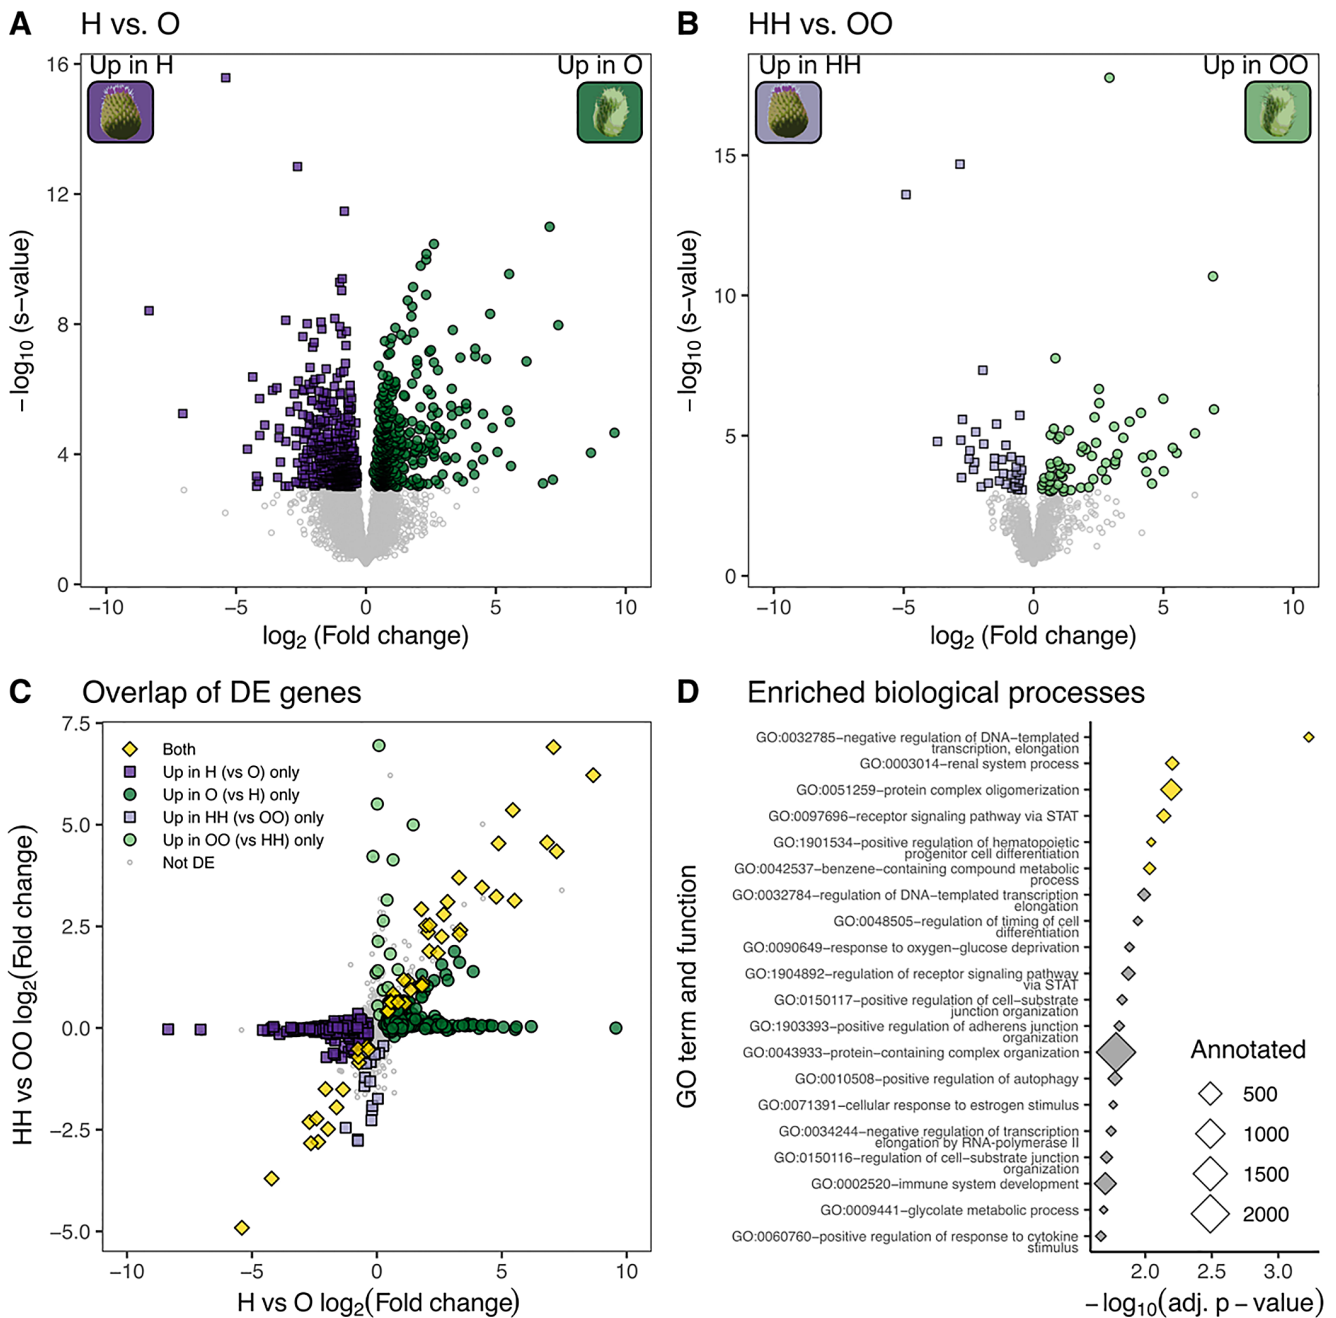 A H vs. O
Up in H
Up in O
−log10 (s−value)
16
12
8
4
0
−10 −5 0 5 10
log2 (Fold change)
B HH vs. OO
Up in HH
Up in OO
−log10 (s−value)
15
10
5
0
−10 −5 0 5 10
log2 (Fold change)
C Overlap of DE genes
HH vs OO log2(Fold change)
7.5
5.0
2.5
0.0
−2.5
−5.0
Both
Up in H (vs O) only
Up in O (vs H) only
Up in HH (vs OO) only
Up in OO (vs HH) only
Not DE
−10 −5 0 5 10
H vs O log2(Fold change)
D Enriched biological processes
GO term and function
GO:0032785−negative regulation of DNA−templated
transcription, elongation
GO:0003014−renal system process
GO:0051259−protein complex oligomerization
GO:0097696−receptor signaling pathway via STAT
GO:1901534−positive regulation of hematopoietic
progenitor cell differentiation
GO:0042537−benzene−containing compound metabolic
process
GO:0032784−regulation of DNA−templated transcription
elongation
GO:0048505−regulation of timing of cell
differentiation
GO:0090649−response to oxygen−glucose deprivation
GO:1904892−regulation of receptor signaling pathway
via STAT
GO:0150117−positive regulation of cell−substrate
junction organization
GO:1903393−positive regulation of adherens junction
organization
GO:0043933−protein−containing complex organization
GO:0010508−positive regulation of autophagy
GO:0071391−cellular response to estrogen stimulus
GO:0034244−negative regulation of transcription
elongation by RNA−polymerase II
GO:0150116−regulation of cell−substrate junction
organization
GO:0002520−immune system development
GO:0009441−glycolate metabolic process
GO:0060760−positive regulation of response to cytokine
stimulus
Annotated
500
1000
1500
2000
2.0 2.5 3.0
−log10(adj. p−value)